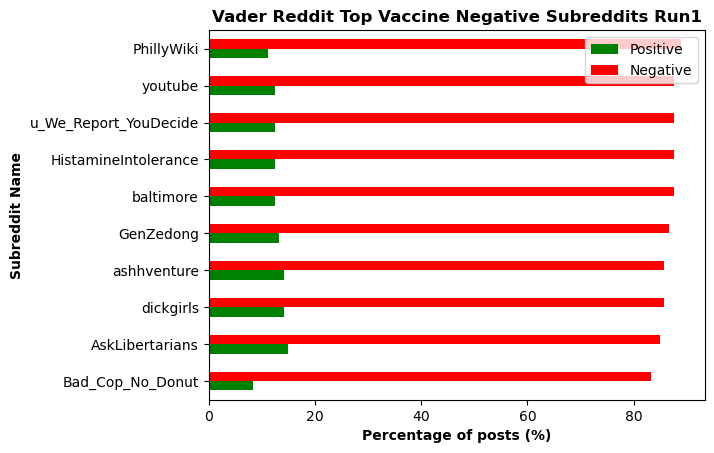 Vader Reddit Top Vaccine Negative Subreddits Run1
PhillyWiki
youtube
u_We_Report_YouDecide
HistamineIntolerance
baltimore
GenZedong
ashhventure
dickgirls
AskLibertarians
Bad_Cop_No_Donut
Subreddit Name
Positive
Negative
0 20 40 60 80
Percentage of posts (%)